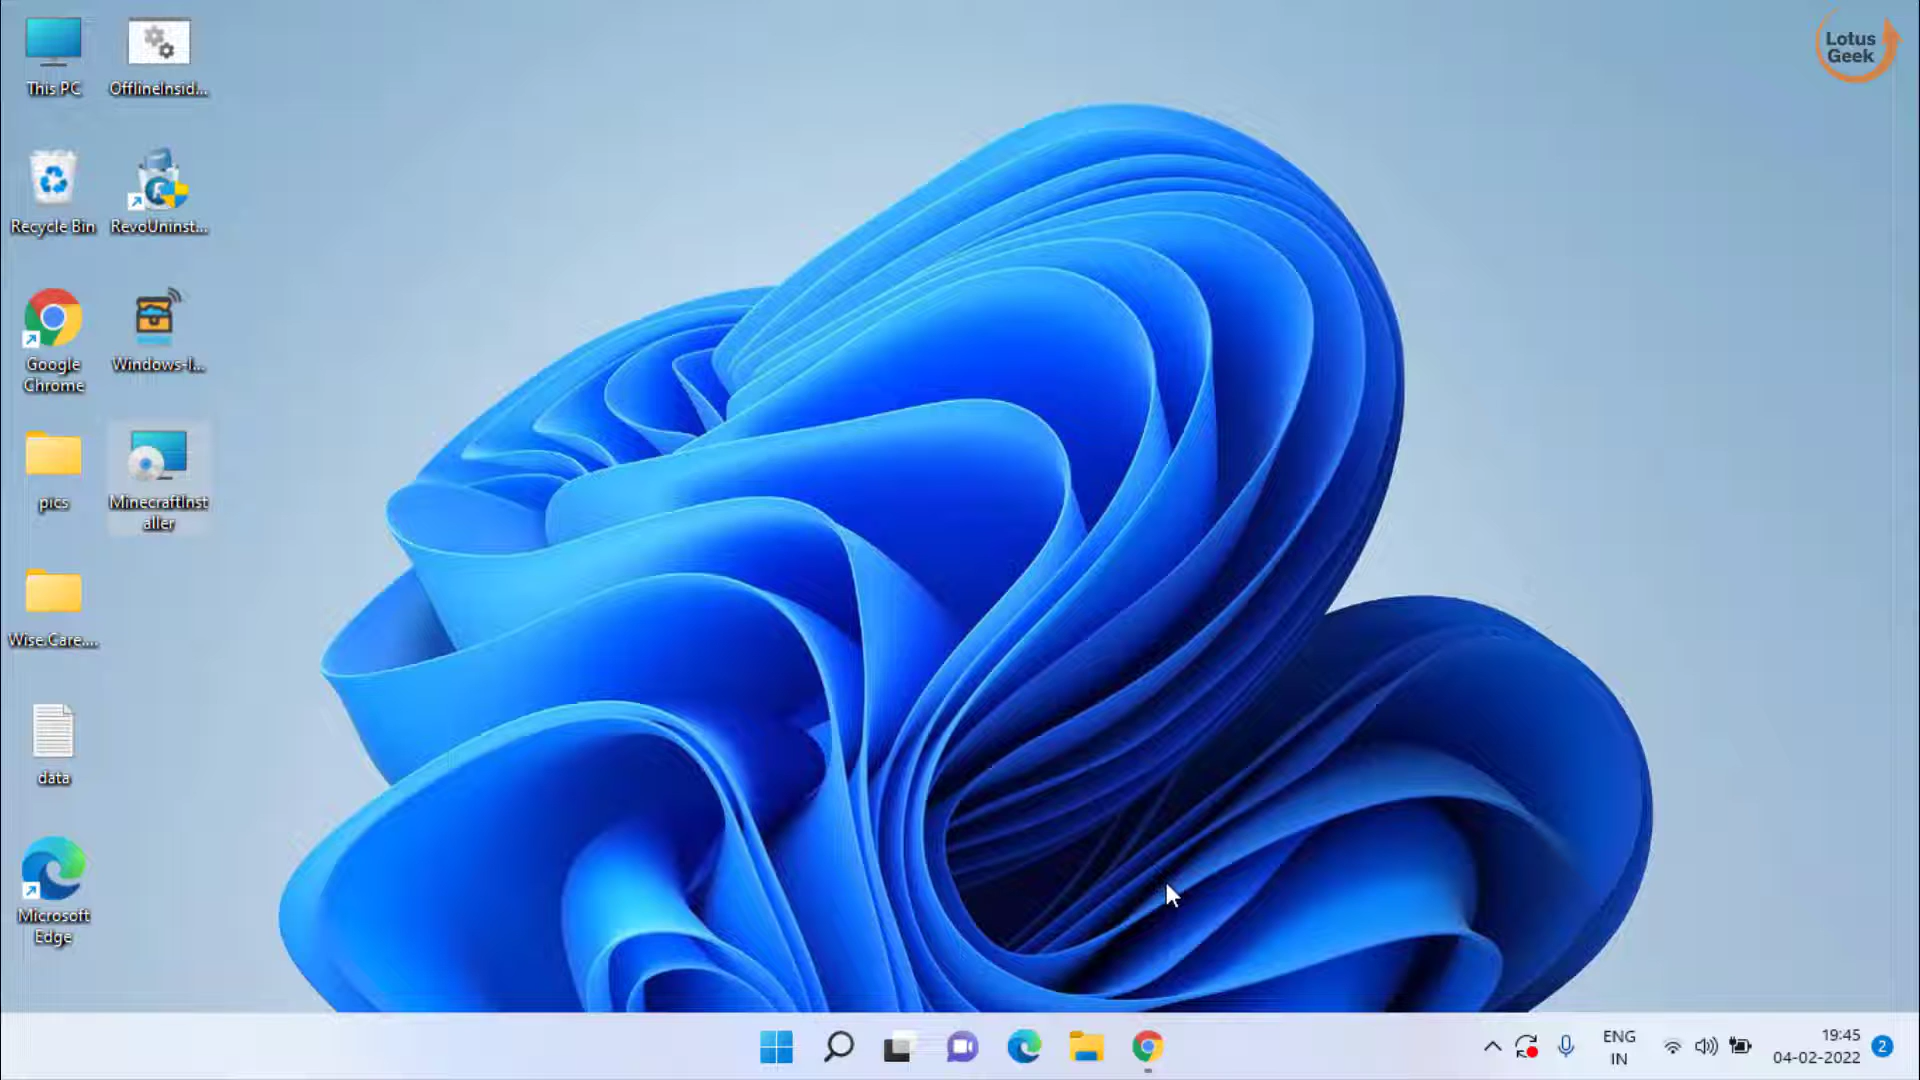 This PC
OfflineInsid...
Recycle Bin
RevoUninst...
Google
Chrome
Windows-I...
pics
MinecraftInst
aller
Wise.Care....
data
Microsoft
Edge
Lotus
Geek
ENG
IN
19:45
04-02-2022
2